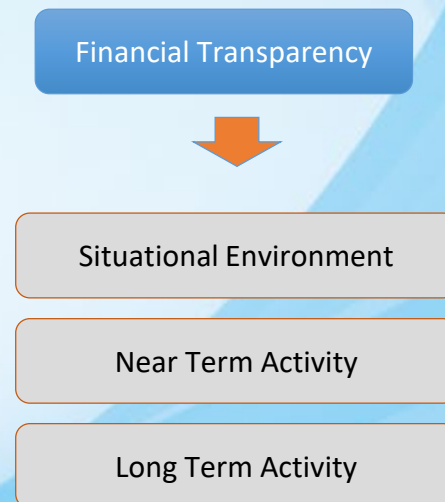 Financial Transparency
Situational Environment
Near Term Activity
Long Term Activity